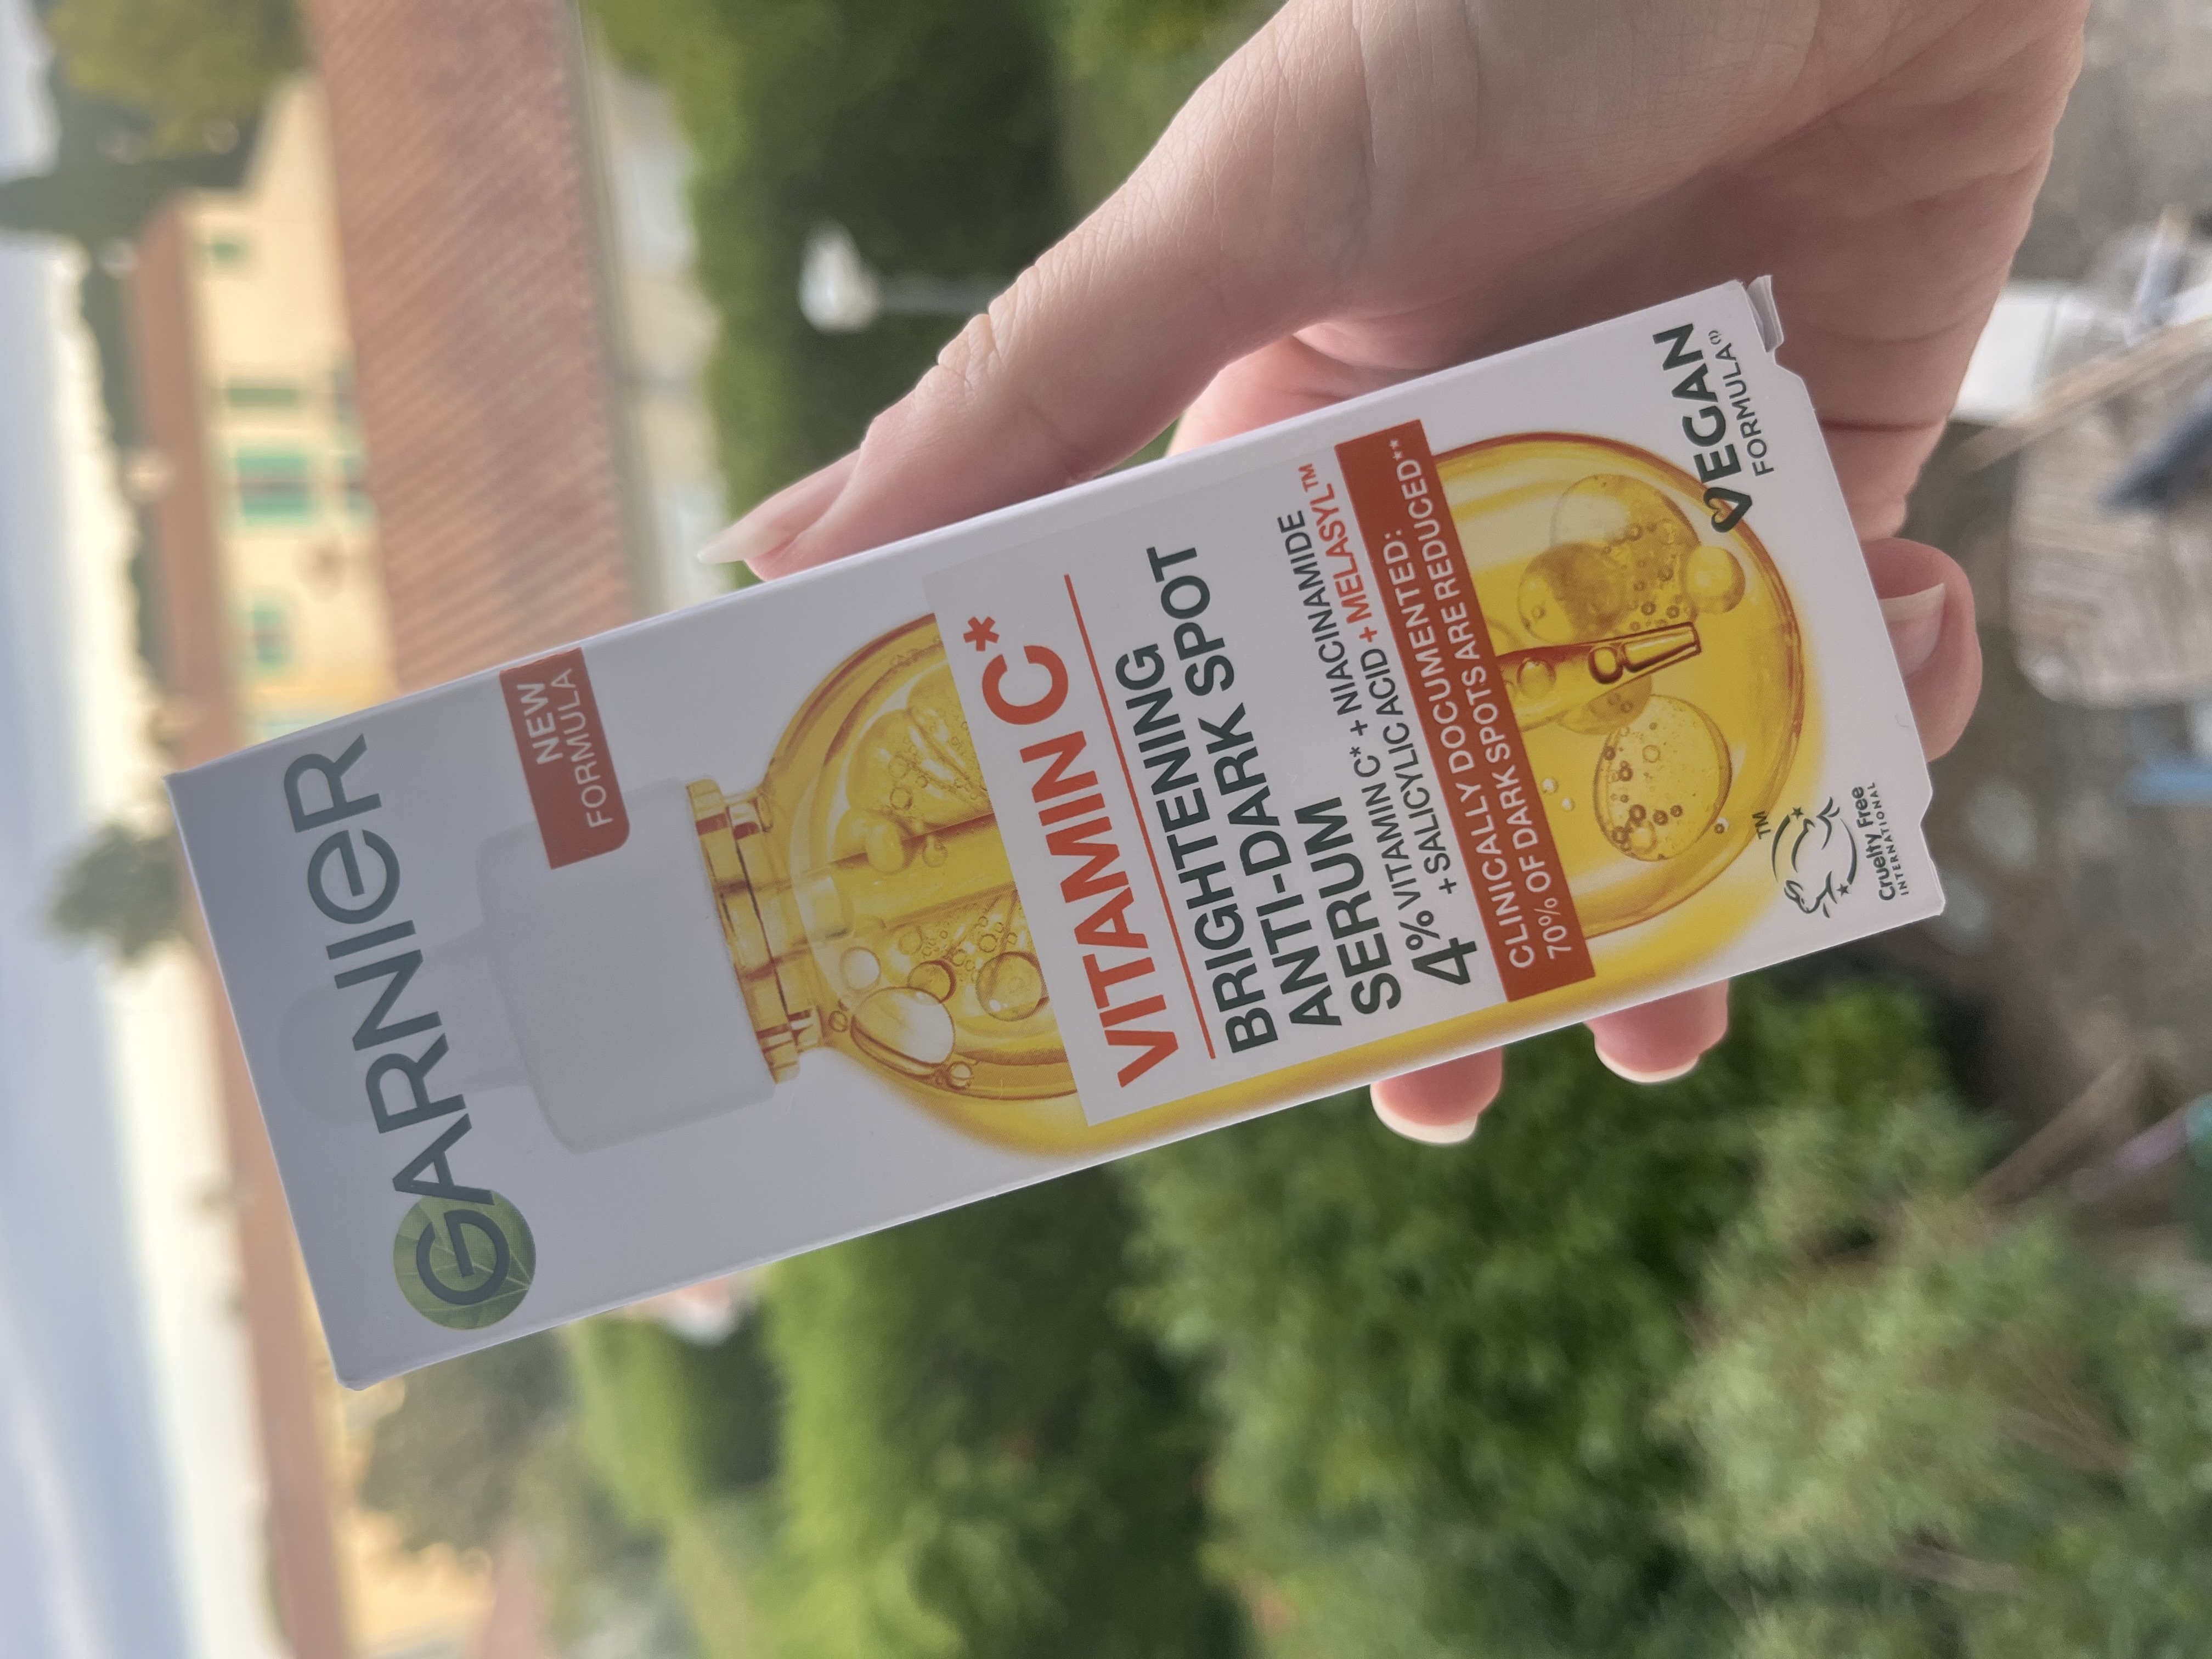 GARNIER
NEW
FORMULA
VITAMIN C*
BRIGHTENING
ANTI-DARK SPOT
SERUM
4% VITAMIN C* + NIACINAMIDE
+ SALICYLIC ACID + MELASYL™
CLINICALLY DOCUMENTED:
70% OF DARK SPOTS ARE REDUCED**
VEGAN
FORMULA(1)
TM
Cruelty Free
INTERNATIONAL